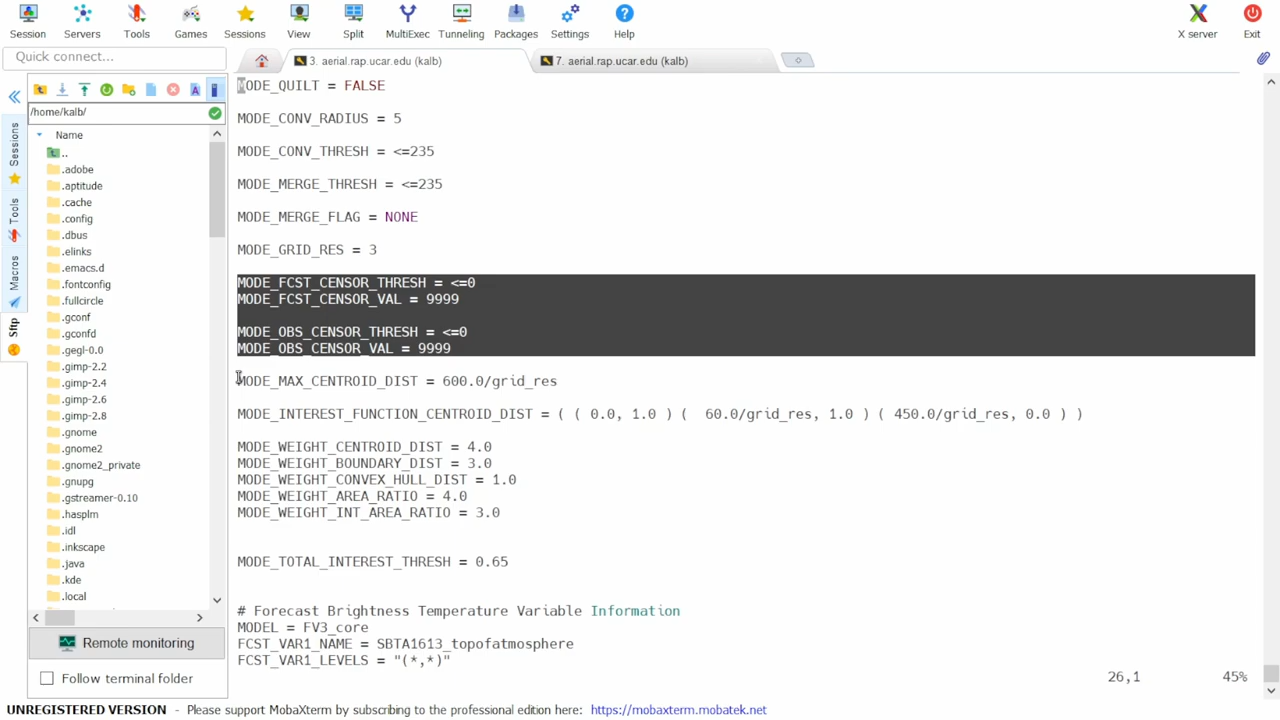 Session
Servers
Tools
Games
Sessions
View
Split
MultiExec
Tunneling
Packages
Settings
Help
X server
Exit
Quick connect...
3. aerial.rap.ucar.edu (kalb)
7. aerial.rap.ucar.edu (kalb)
Sessions
Tools
Macros
Sftp
/home/kalb/
Name
..
.adobe
.aptitude
.cache
.config
.dbus
.elinks
.emacs.d
.fontconfig
.fullcircle
.gconf
.gconfd
.gegl-0.0
.gimp-2.2
.gimp-2.4
.gimp-2.6
.gimp-2.8
.gnome
.gnome2
.gnome2_private
.gnupg
.gstreamer-0.10
.hasplm
.idl
.inkscape
.java
.kde
.local
Remote monitoring
Follow terminal folder
MODE_QUILT = FALSE
MODE_CONV_RADIUS = 5
MODE_CONV_THRESH = <=235
MODE_MERGE_THRESH = <=235
MODE_MERGE_FLAG = NONE
MODE_GRID_RES = 3
MODE_FCST_CENSOR_THRESH = <=0
MODE_FCST_CENSOR_VAL = 9999
MODE_OBS_CENSOR_THRESH = <=0
MODE_OBS_CENSOR_VAL = 9999
MODE_MAX_CENTROID_DIST = 600.0/grid_res
MODE_INTEREST_FUNCTION_CENTROID_DIST = ( ( 0.0, 1.0 ) (  60.0/grid_res, 1.0 ) ( 450.0/grid_res, 0.0 ) )
MODE_WEIGHT_CENTROID_DIST = 4.0
MODE_WEIGHT_BOUNDARY_DIST = 3.0
MODE_WEIGHT_CONVEX_HULL_DIST = 1.0
MODE_WEIGHT_AREA_RATIO = 4.0
MODE_WEIGHT_INT_AREA_RATIO = 3.0
MODE_TOTAL_INTEREST_THRESH = 0.65
# Forecast Brightness Temperature Variable Information
MODEL = FV3_core
FCST_VAR1_NAME = SBTA1613_topofatmosphere
FCST_VAR1_LEVELS = "(*,*)"
26,1 45%
UNREGISTERED VERSION - Please support MobaXterm by subscribing to the professional edition here: https://mobaxterm.mobatek.net